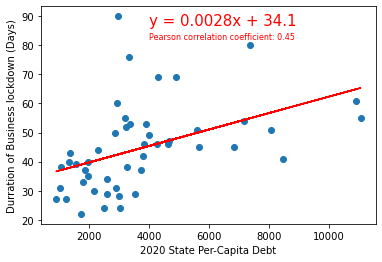 y = 0.0028x + 34.1
Pearson correlation coefficient: 0.45
90
80
70
60
50
40
30
20
Durration of Business lockdown (Days)
2000 4000 6000 8000 10000
2020 State Per-Capita Debt